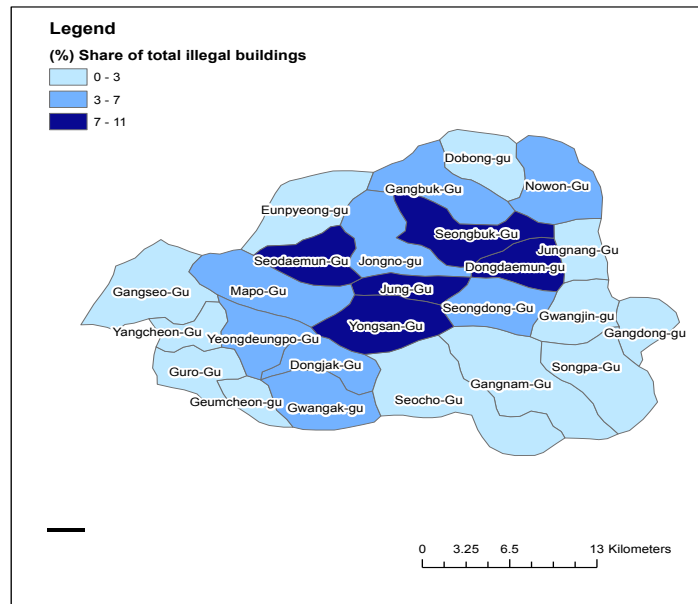 Legend
(%) Share of total illegal buildings
0 - 3
3 - 7
7 - 11
Dobong-gu
Nowon-Gu
Gangbuk-Gu
Eunpyeong-gu
Seongbuk-Gu
Jungnang-Gu
Seodaemun-Gu
Jongno-gu
Dongdaemun-gu
Gangseo-Gu
Mapo-Gu
Jung-Gu
Seongdong-Gu
Gwangjin-gu
Yangcheon-Gu
Yeongdeungpo-Gu
Yongsan-Gu
Gangdong-gu
Guro-Gu
Dongjak-Gu
Songpa-Gu
Gangnam-Gu
Geumcheon-gu
Gwangak-gu
Seocho-Gu
0 3.25 6.5 13 Kilometers